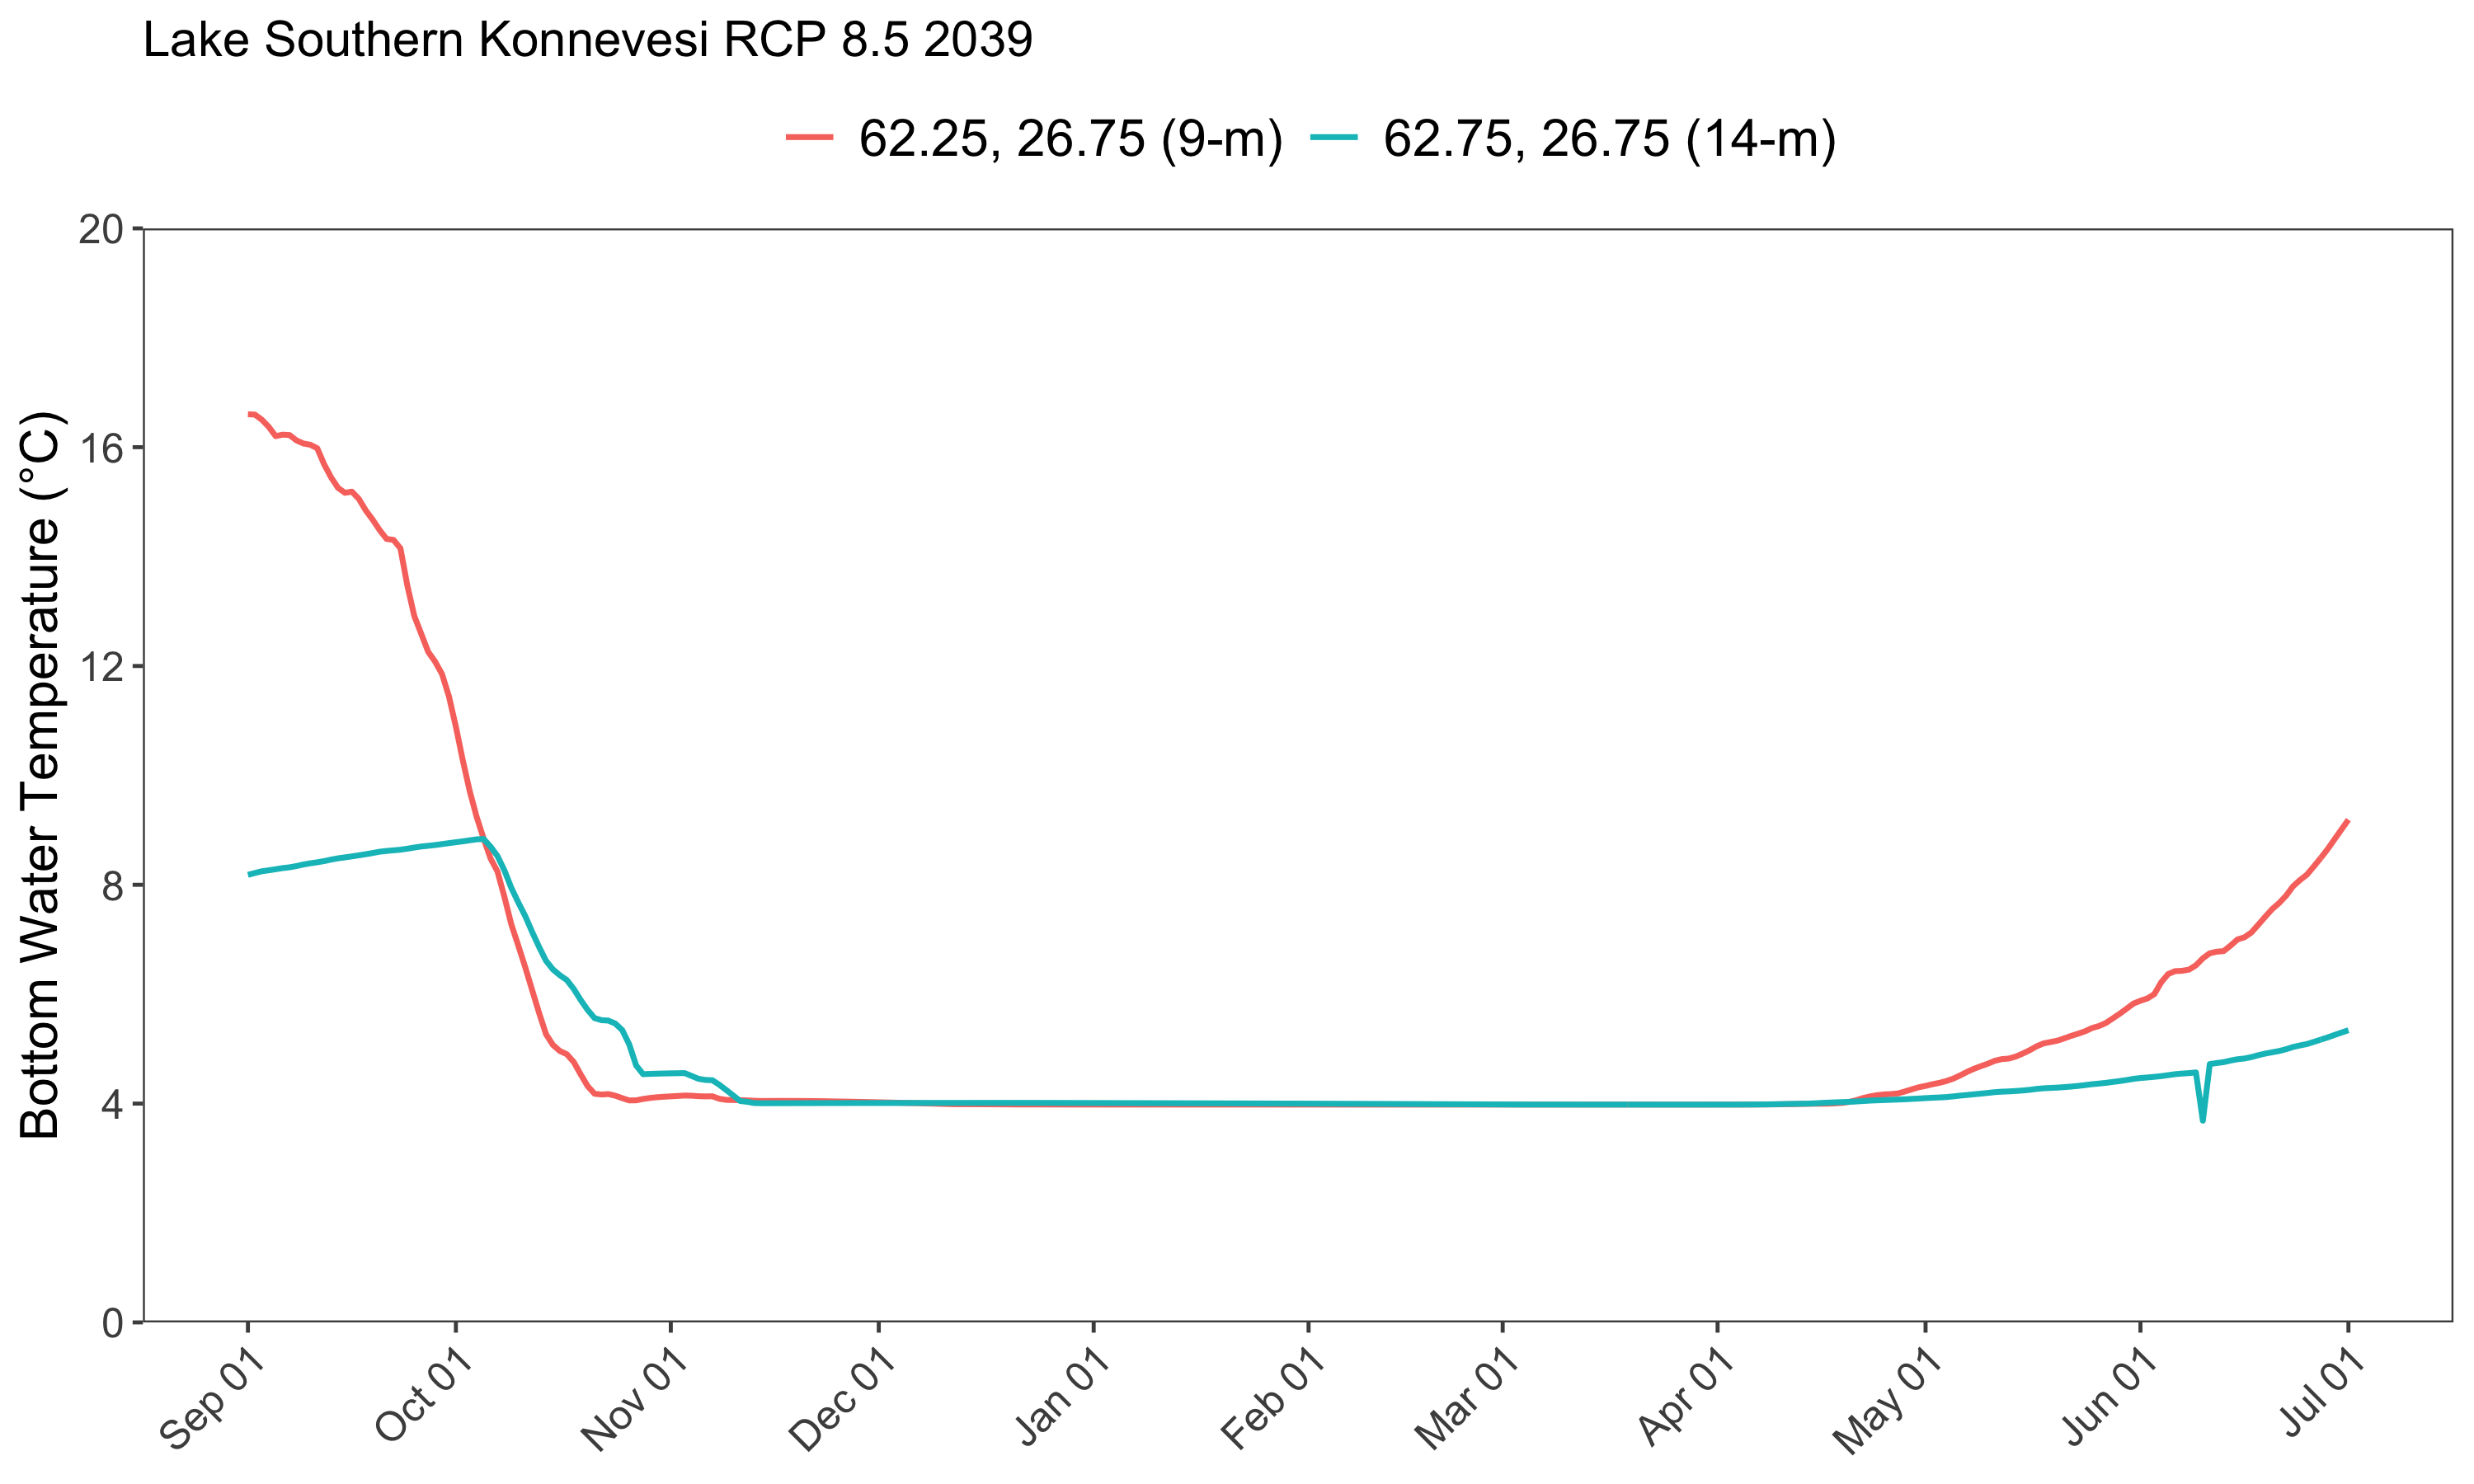 Lake Southern Konnevesi RCP 8.5 2039
62.25, 26.75 (9-m) 62.75, 26.75 (14-m)
Bottom Water Temperature (°C)
20
16
12
8
4
0
Sep 01 Oct 01 Nov 01 Dec 01 Jan 01 Feb 01 Mar 01 Apr 01 May 01 Jun 01 Jul 01